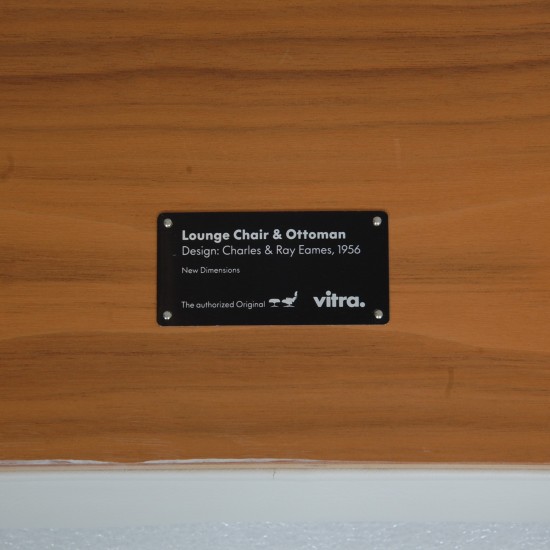 Lounge Chair & Ottoman
Design: Charles & Ray Eames, 1956
New Dimensions
The authorized Original vitra.